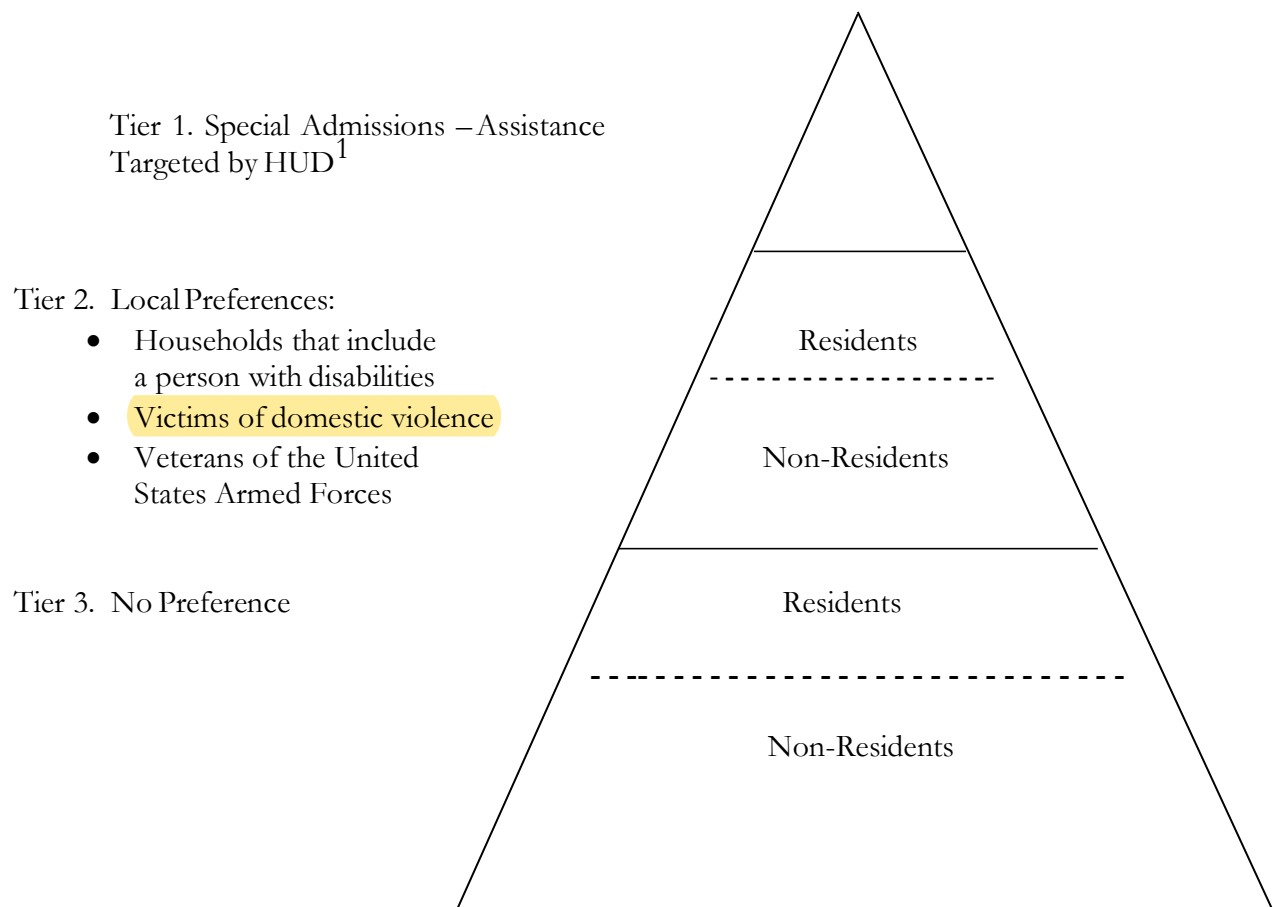 Tier 1. Special Admissions – Assistance
Targeted by HUD1
Tier 2. Local Preferences:
• Households that include
a person with disabilities
• Victims of domestic violence
• Veterans of the United
States Armed Forces
Residents
Non-Residents
Tier 3. No Preference
Residents
Non-Residents